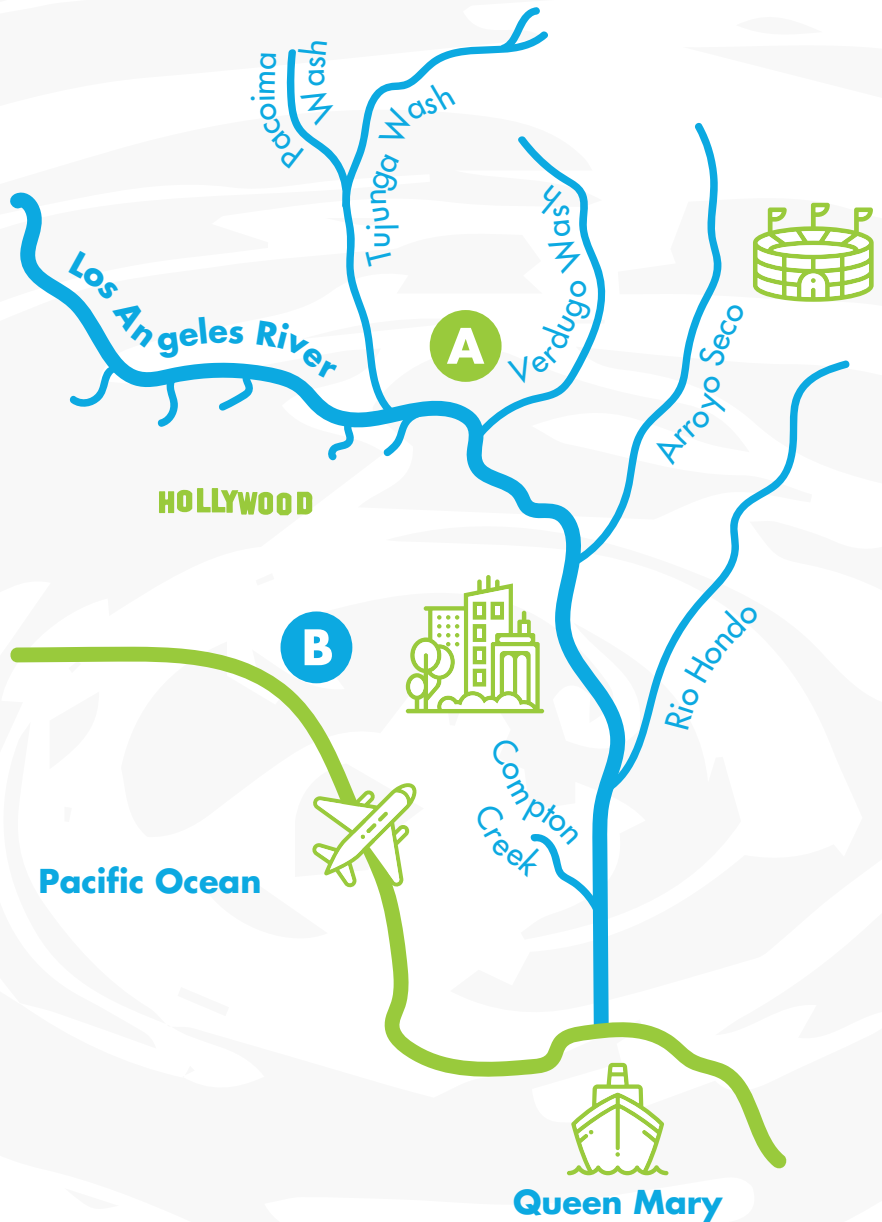 Pacoima
Wash
Tujunga Wash
Verdugo Wash
Los Angeles River
A
Arroyo Seco
HOLLYWOOD
B
Rio Hondo
Compton
Creek
Pacific Ocean
Queen Mary